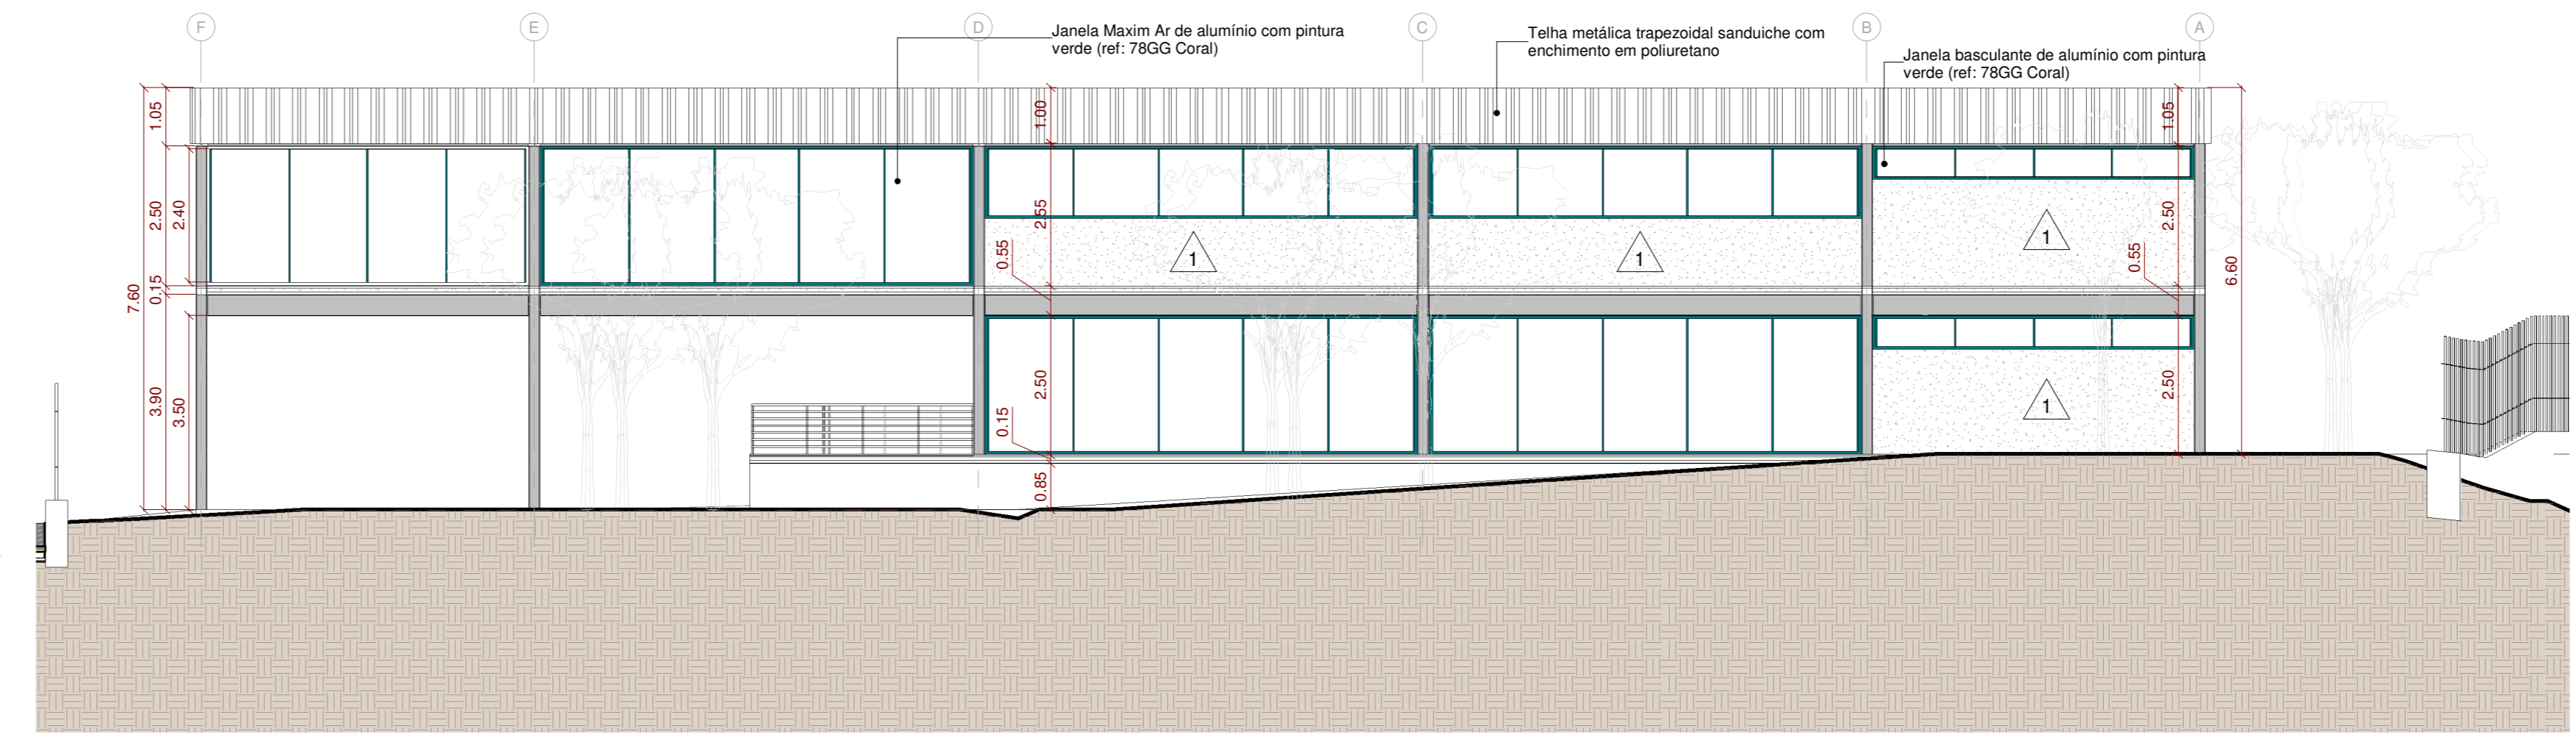 F
E
D
C
B
A
Janela Maxim Ar de alumínio com pintura
verde (ref: 78GG Coral)
Telha metálica trapezoidal sanduiche com
enchimento em poliuretano
Janela basculante de alumínio com pintura
verde (ref: 78GG Coral)
1.05
1.00
1.05
2.50
2.40
2.55
2.50
0.55
0.55
1
1
1
7.60
0.15
6.60
3.90
3.50
2.50
0.15
2.50
1
0.85